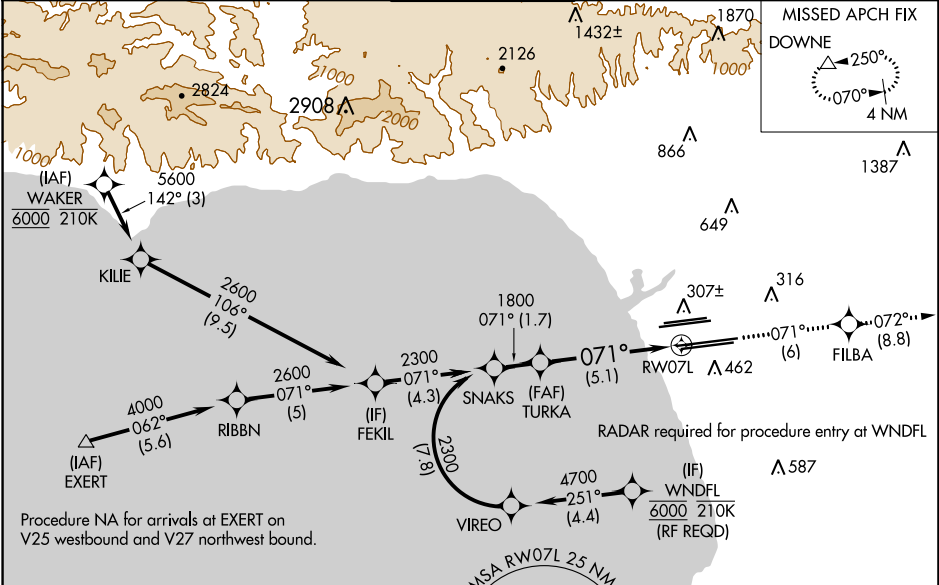 MISSED APCH FIX
DOWNE
250°
070°
4 NM
1432±
1870
2126
1000
1000
2824
2908
2000
1000
866
1387
649
(IAF)
WAKER
6000 210K
5600
142° (3)
KILIE
2600
106°
(9.5)
1800
071° (1.7)
307±
316
071°
(6)
072°
(8.8)
FILBA
RW07L
462
2300
071°
(4.3)
SNAKS
(FAF)
TURKA
071°
(5.1)
2600
071°
(5)
(IF)
FEKIL
4000
062°
(5.6)
RIBBN
(IAF)
EXERT
RADAR required for procedure entry at WNDFL
587
2300
(7.8)
4700
251°
(4.4)
VIREO
(IF)
WNDFL
6000 210K
(RF REQD)
Procedure NA for arrivals at EXERT on
V25 westbound and V27 northwest bound.
MSA RW07L 25 NM